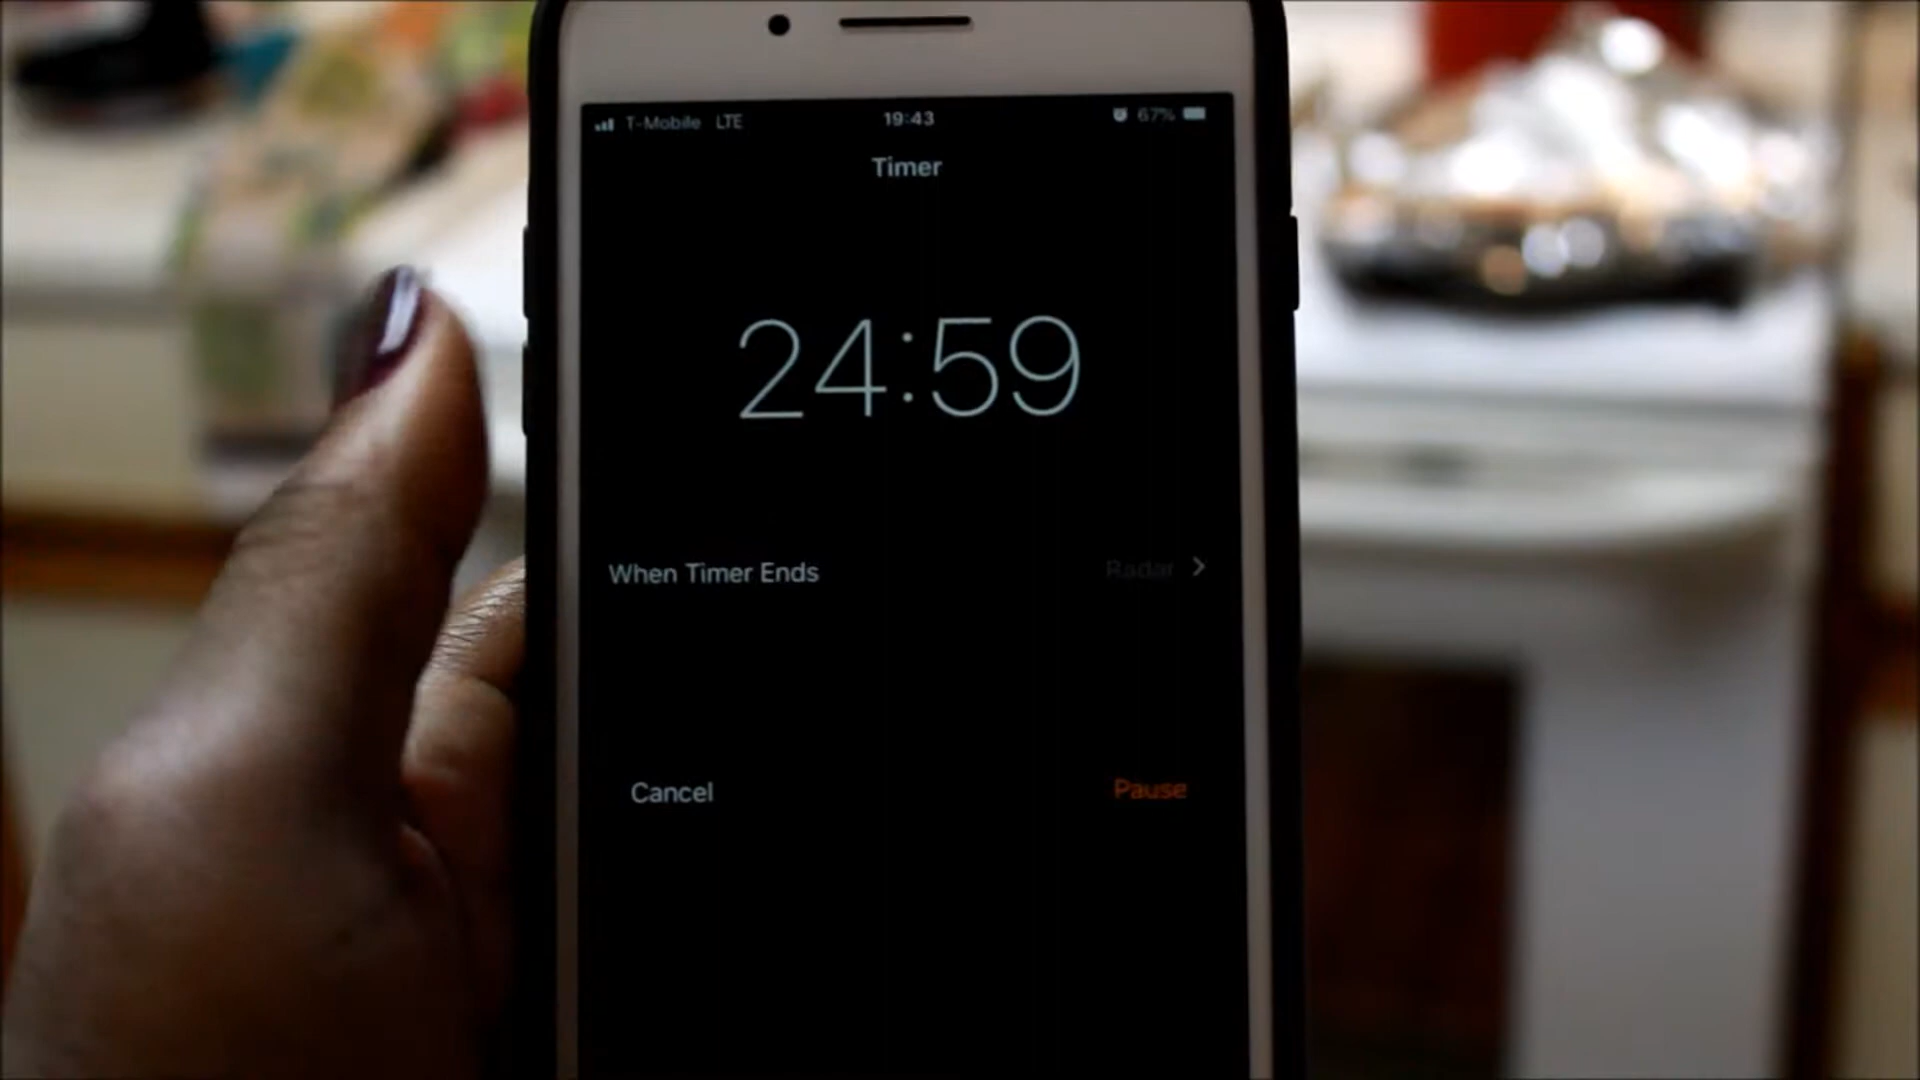 T-Mobile LTE 19:43 67%
Timer
24:59
When Timer Ends Radar
Cancel Pause